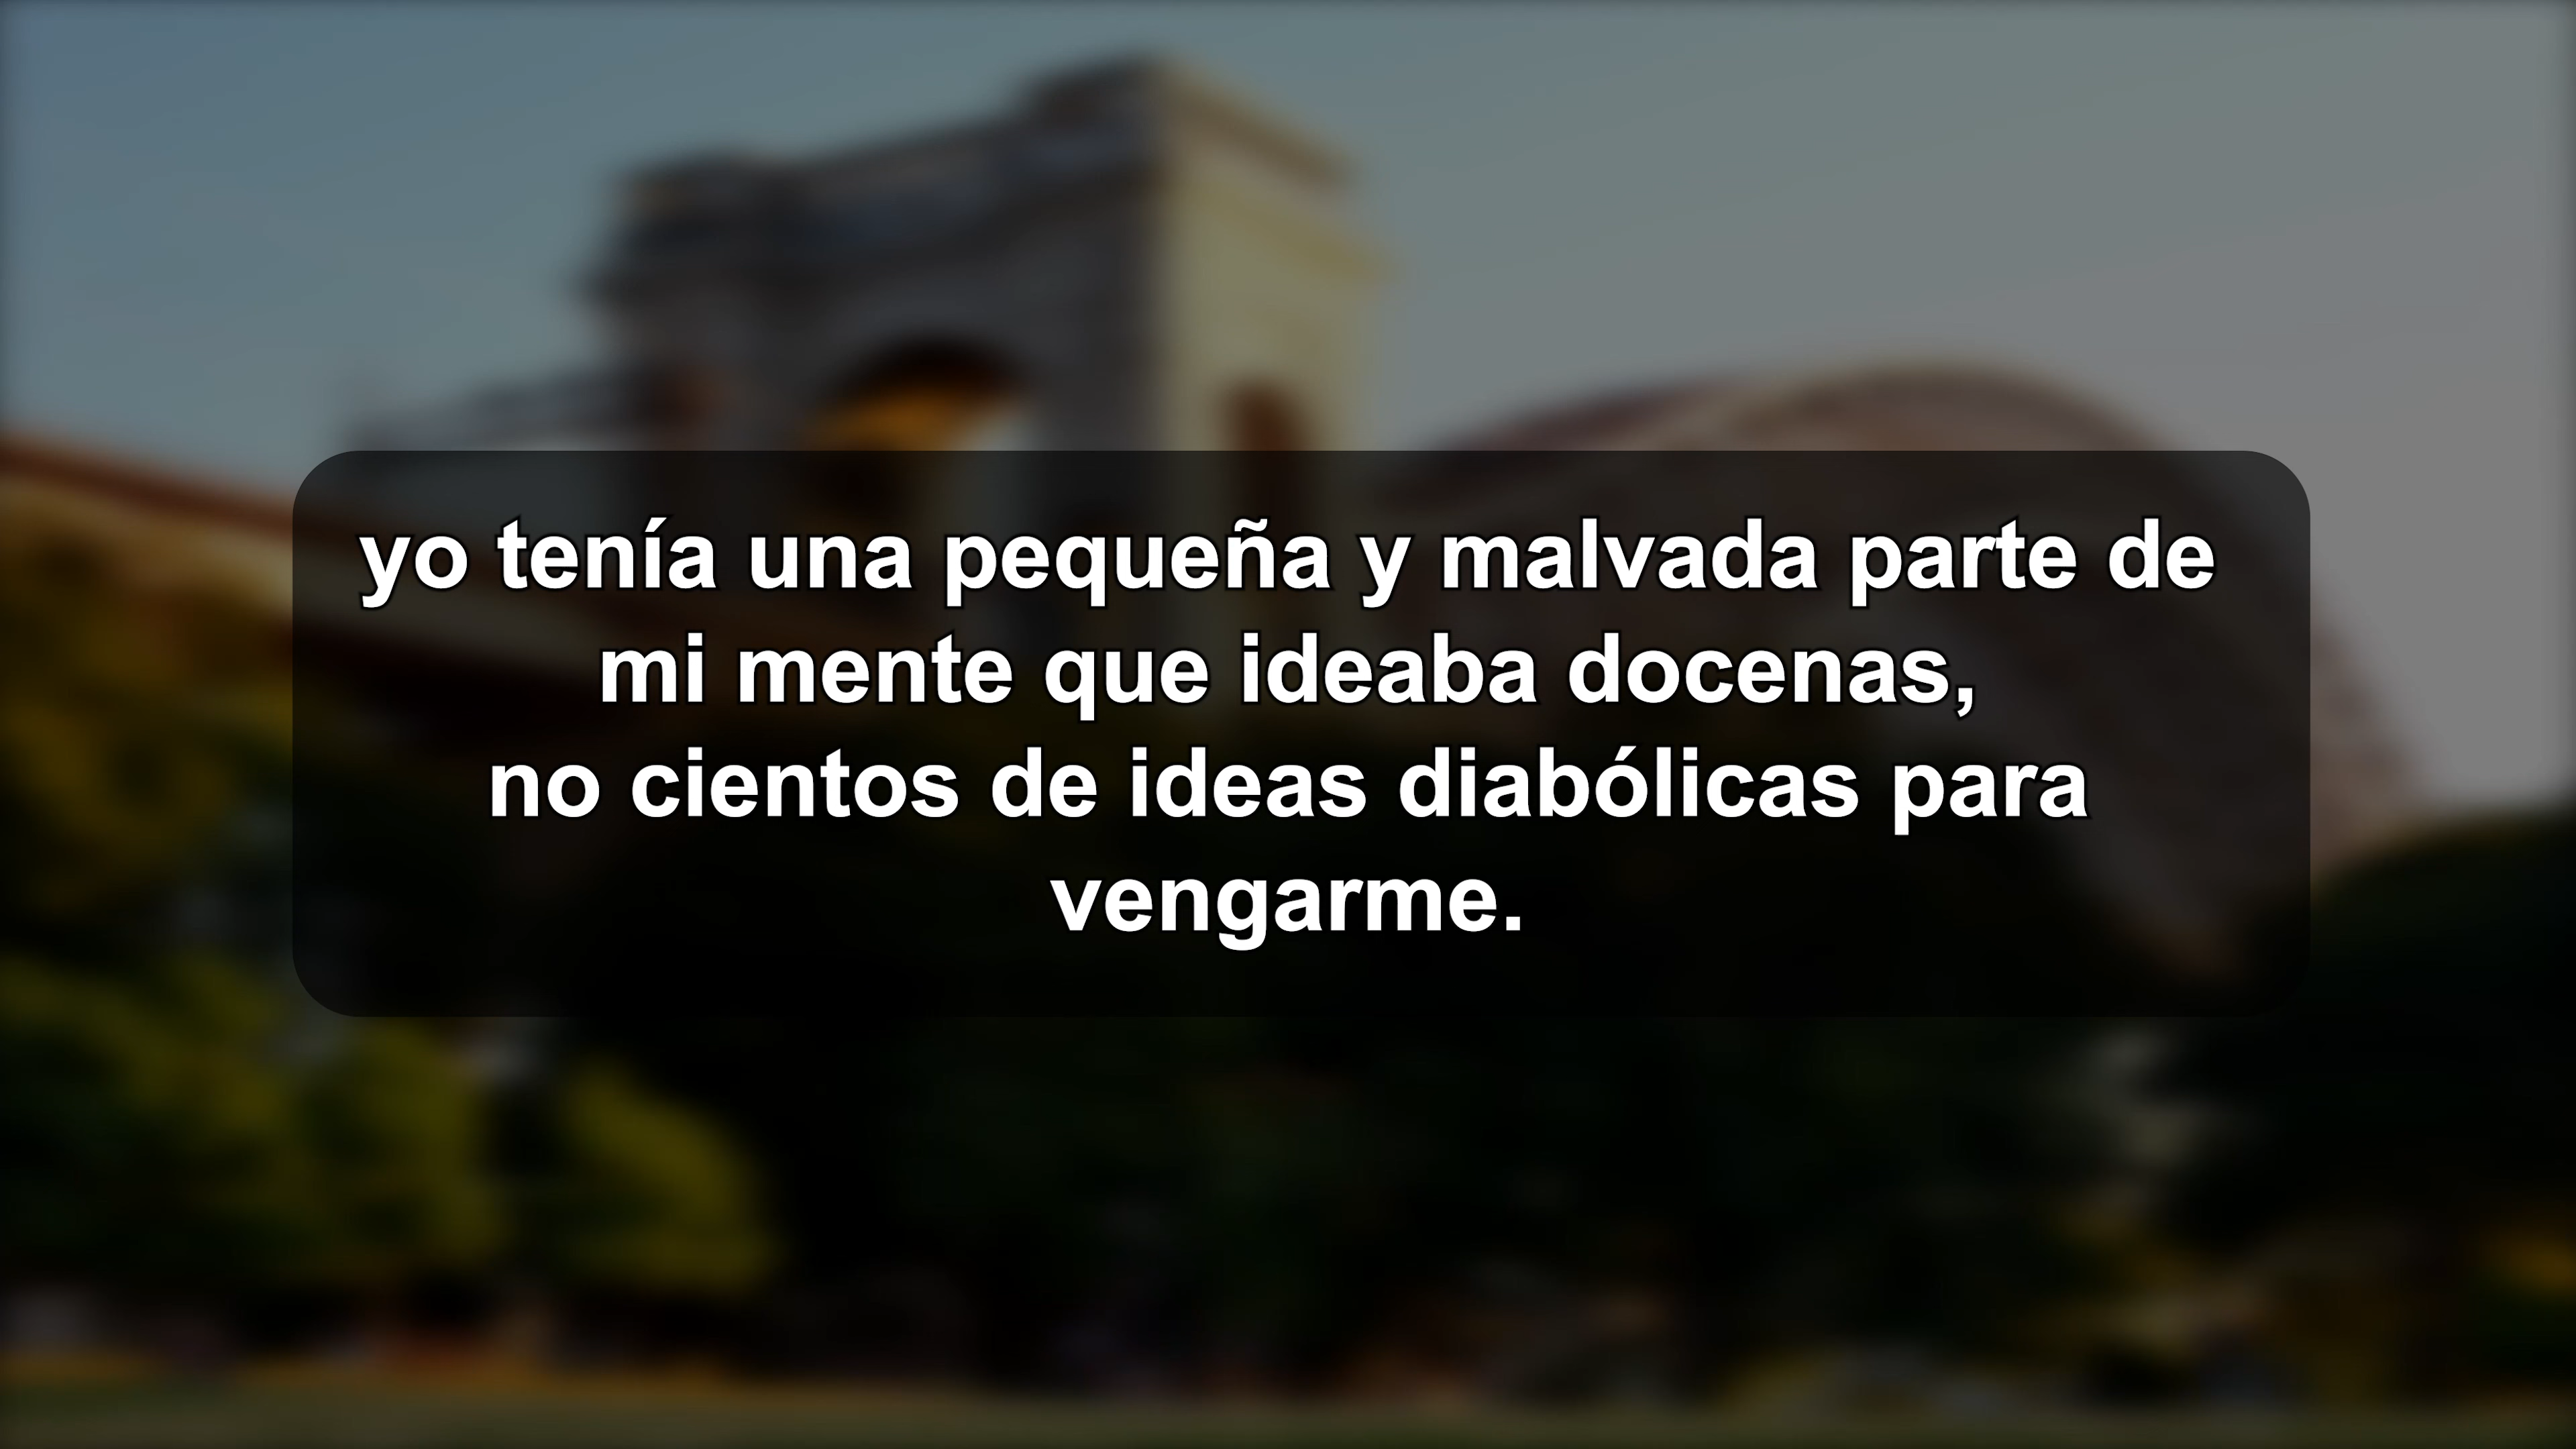 yo tenía una pequeña y malvada parte de
mi mente que ideaba docenas,
no cientos de ideas diabólicas para
vengarme.